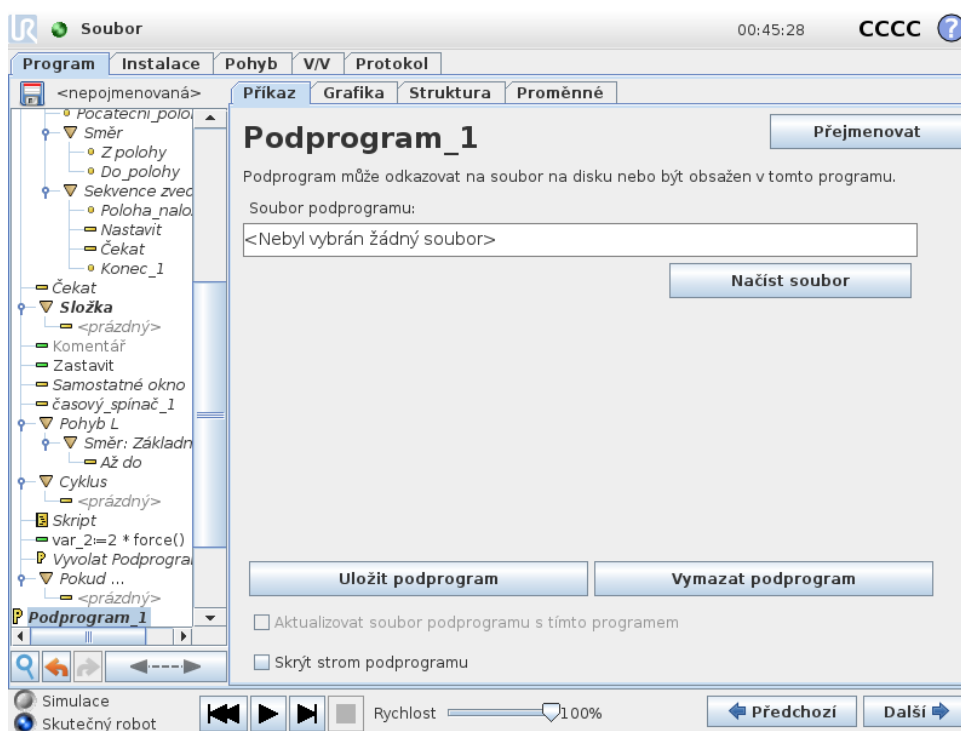 UR Soubor 00:45:28 CCCC ?
Program Instalace Pohyb V/V Protokol
<nepojmenovaná> Příkaz Grafika Struktura Proměnné
Počáteční_polo
Směr
Z polohy
Do_polohy
Sekvence zved
Poloha_nalo
Nastavit
Čekat
Konec_1
Čekat
Složka
<prázdný>
Komentář
Zastavit
Samostatné okno
časový_spínač_1
Pohyb L
Směr: Základn
Až do
Cyklus
<prázdný>
Skript
var_2:=2 * force()
Vyvolat Podprogra
Pokud ...
<prázdný>
P Podprogram_1
Podprogram_1
Přejmenovat
Podprogram může odkazovat na soubor na disku nebo být obsažen v tomto programu.
Soubor podprogramu:
<Nebyl vybrán žádný soubor>
Načíst soubor
Uložit podprogram Vymazat podprogram
Aktualizovat soubor podprogramu s tímto programem
Skrýt strom podprogramu
Simulace
Skutečný robot
Rychlost 100%
Předchozí Další